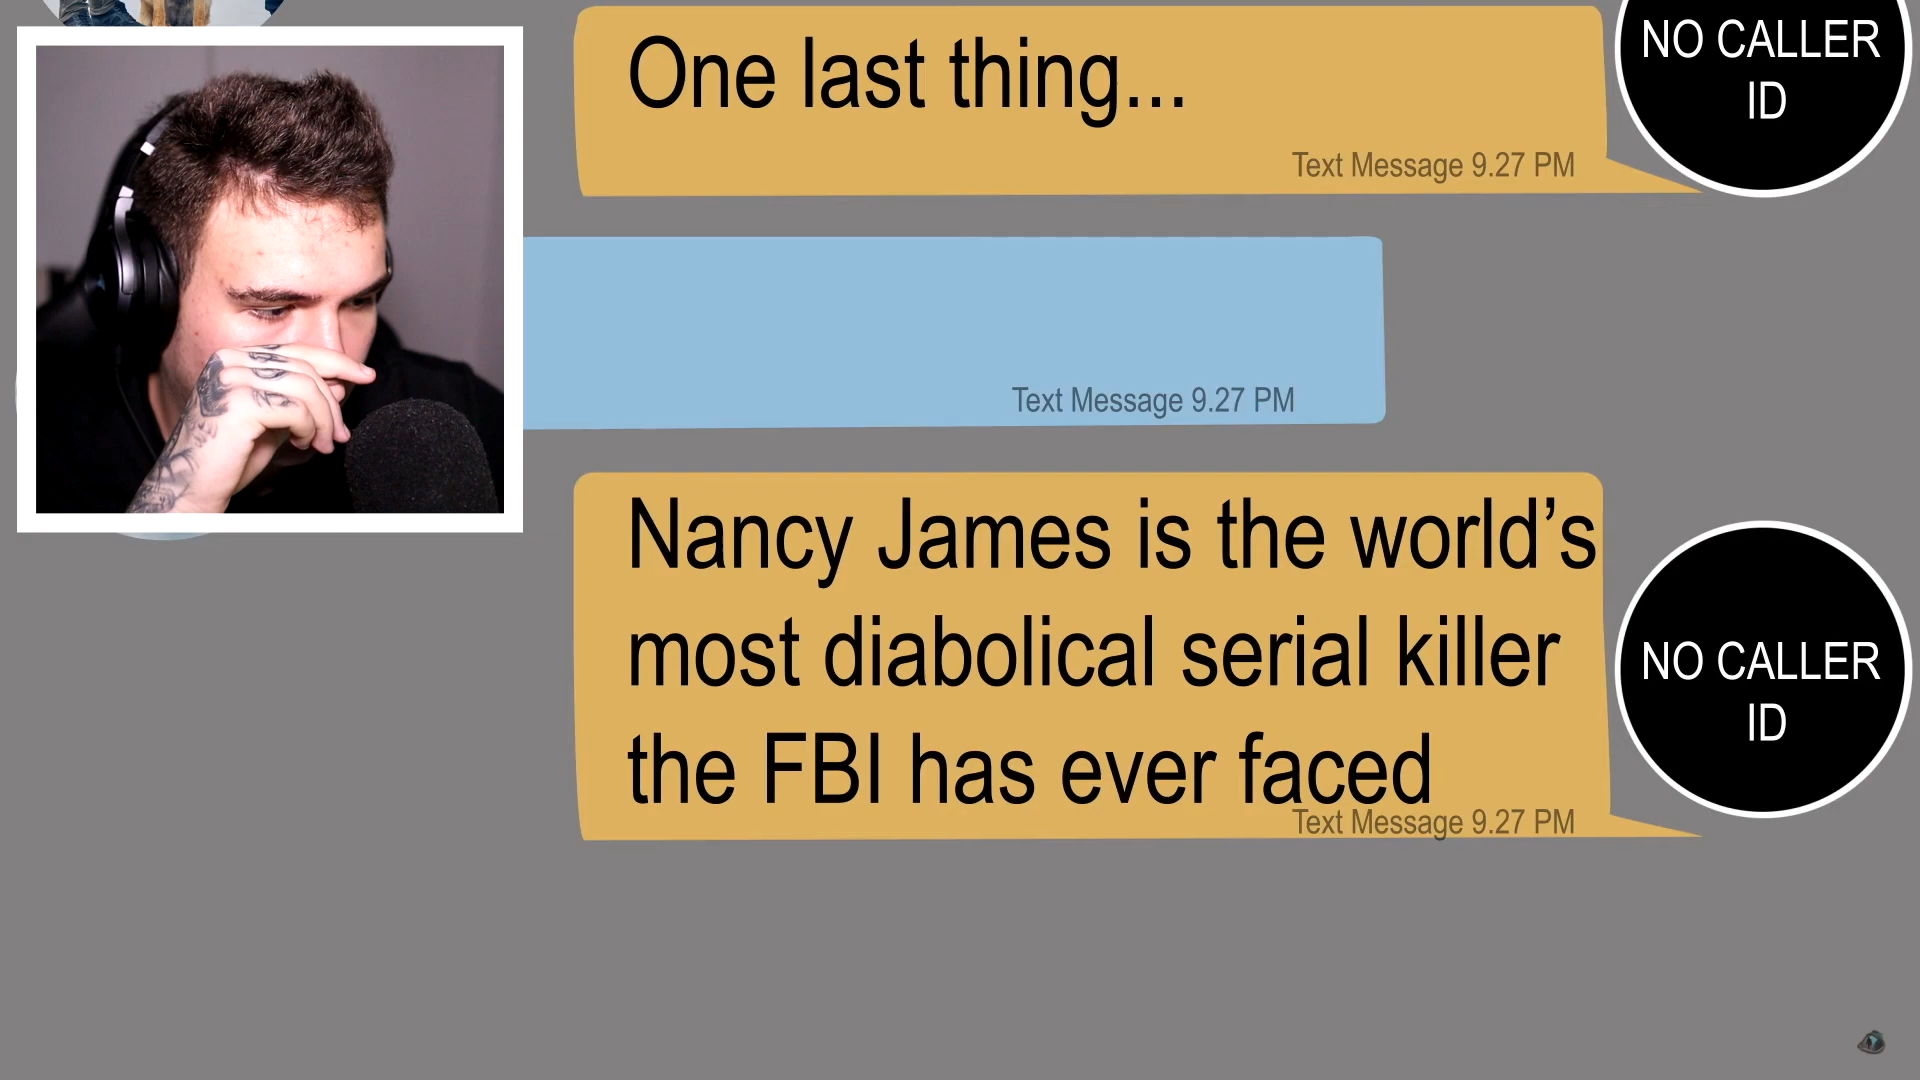 One last thing...
Text Message 9.27 PM
NO CALLER
ID
Text Message 9.27 PM
Nancy James is the world’s
most diabolical serial killer
the FBI has ever faced
Text Message 9.27 PM
NO CALLER
ID